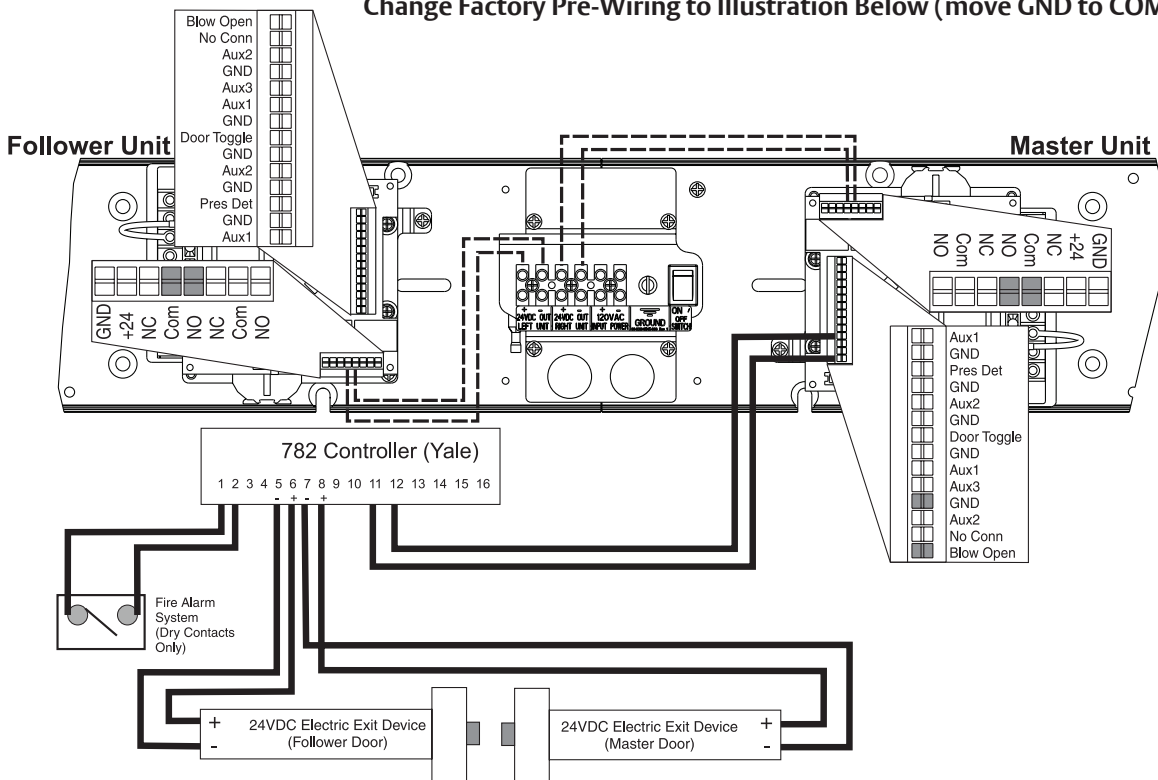 Change Factory Pre-Wiring to Illustration Below (move GND to COM
Blow Open
No Conn
Aux2
GND
Aux3
Aux1
GND
Door Toggle
GND
Aux2
GND
Pres Det
GND
Aux1
Follower Unit
Master Unit
GND
+24
NC
Com
NO
NC
Com
NO
NO
Com
NC
NO
Com
NC
+24
GND
+ - + - + -
24VDC OUT 24VDC OUT 120VAC
LEFT UNIT RIGHT UNIT INPUT POWER
GROUND
ON /
OFF
SWITCH
Aux1
GND
Pres Det
GND
Aux2
GND
Door Toggle
GND
Aux1
Aux3
GND
Aux2
No Conn
Blow Open
782 Controller (Yale)
1 2 3 4 5 6 7 8 9 10 11 12 13 14 15 16
- + - +
Fire Alarm
System
(Dry Contacts
Only)
+
-
24VDC Electric Exit Device
(Follower Door)
24VDC Electric Exit Device
(Master Door)
+
-